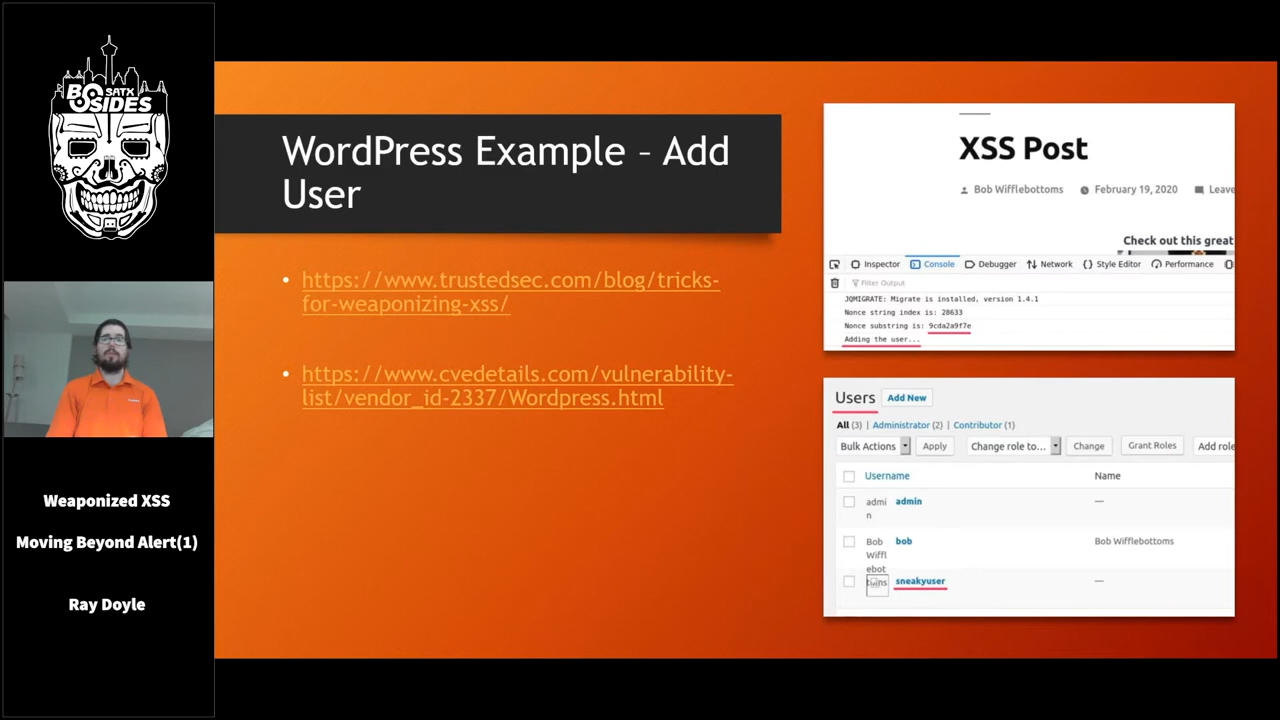 BSIDES
SATX
Weaponized XSS
Moving Beyond Alert(1)
Ray Doyle
WordPress Example – Add
User
• https://www.trustedsec.com/blog/tricks-
for-weaponizing-xss/
• https://www.cvedetails.com/vulnerability-
list/vendor_id-2337/Wordpress.html
XSS Post
Bob Wifflebottoms February 19, 2020 Leave
Check out this great
Inspector Console Debugger Network Style Editor Performance
Filter Output
JQMIGRATE: Migrate is installed, version 1.4.1
Nonce string index is: 28633
Nonce substring is: 9cda2a9f7e
Adding the user...
Users Add New
All (3) | Administrator (2) | Contributor (1)
Bulk Actions Apply Change role to... Change Grant Roles Add role
Username Name
admi
n
admin —
Bob
Wiffl
ebot
toms
bob Bob Wifflebottoms
sneakyuser —